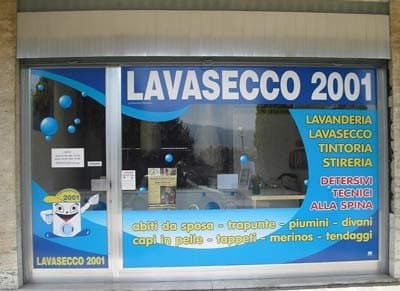 LAVASECCO 2001
LAVANDERIA
LAVASECCO
TINTORIA
STIRERIA
DETERSIVI
TECNICI
ALLA SPINA
2001
abiti da sposa - trapunte - piumini - divani
capi in pelle - tappeti - merinos - tendaggi
LAVASECCO 2001